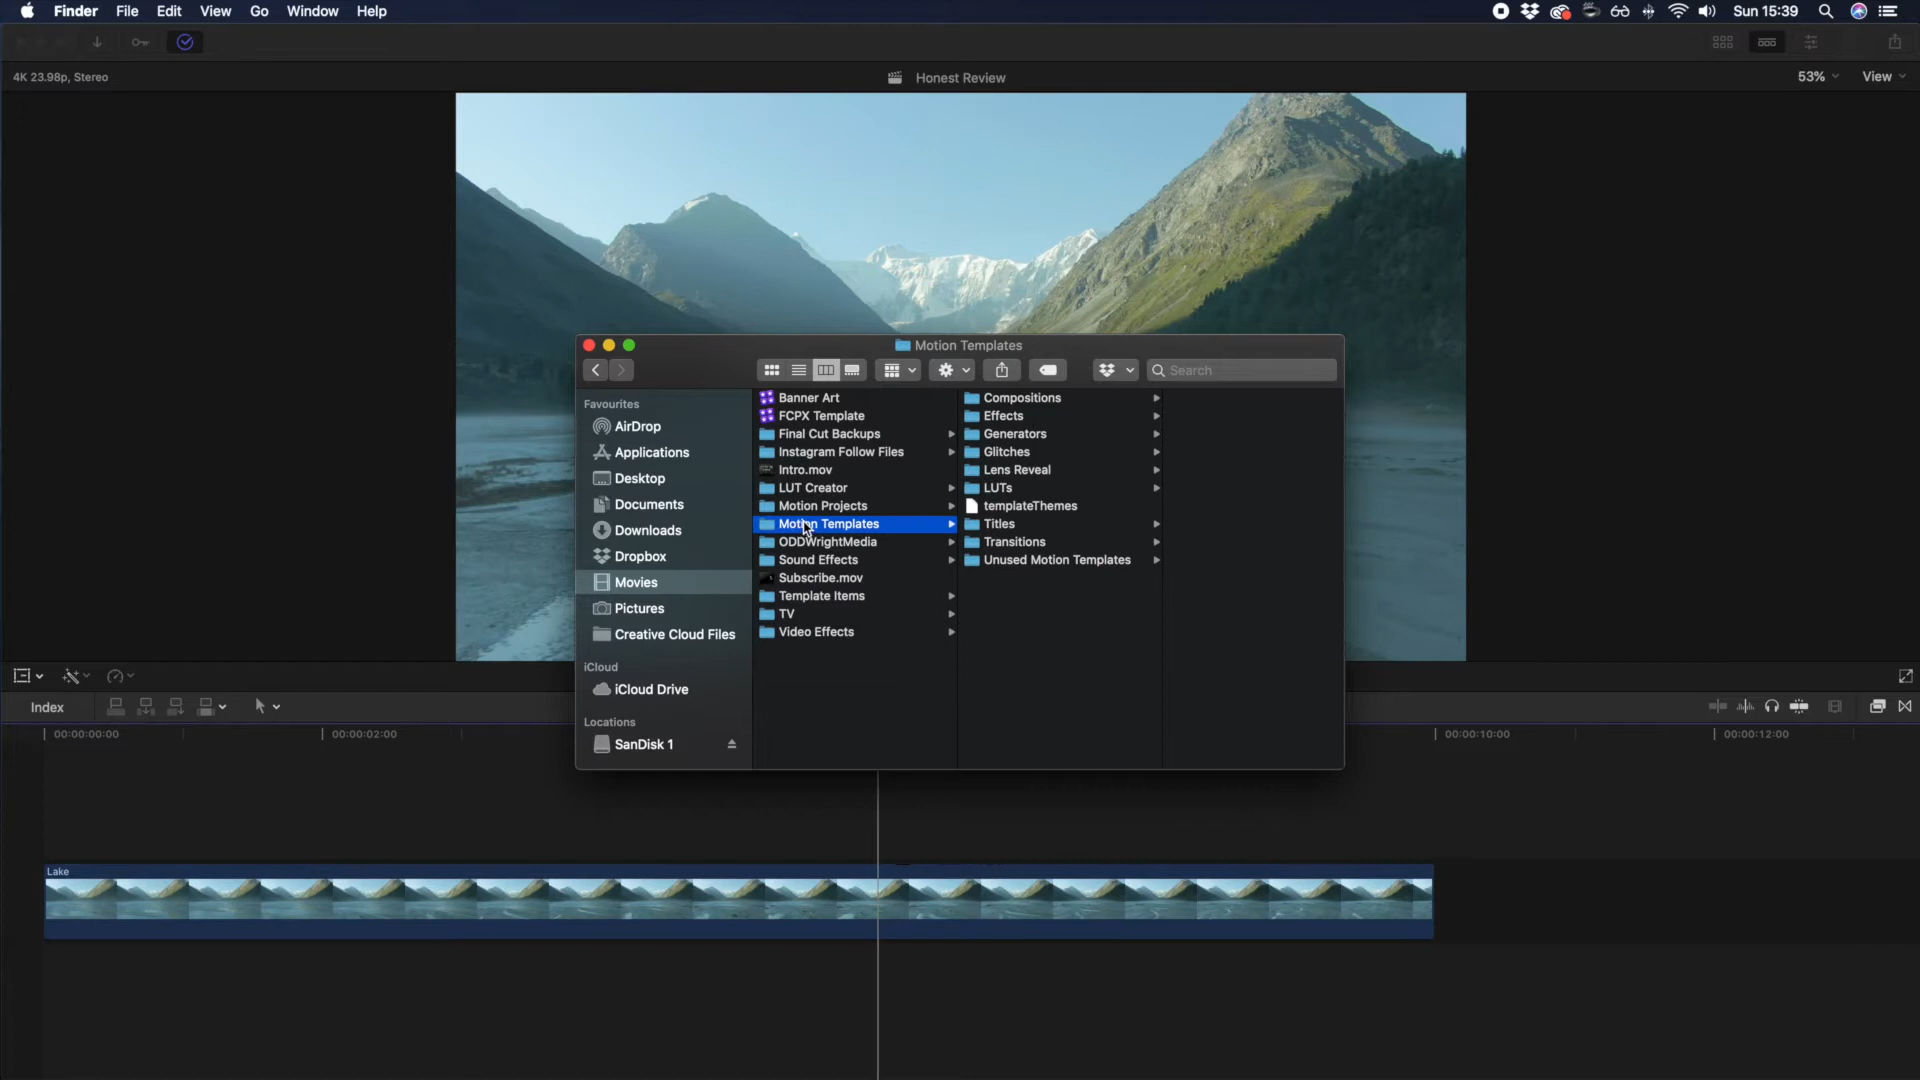 Finder File Edit View Go Window Help Sun 15:39
4K 23.98p, Stereo Honest Review 53% View
Motion Templates
Search
Favourites
AirDrop
Applications
Desktop
Documents
Downloads
Dropbox
Movies
Pictures
Creative Cloud Files
iCloud
iCloud Drive
Locations
SanDisk 1
Banner Art
FCPX Template
Final Cut Backups
Instagram Follow Files
Intro.mov
LUT Creator
Motion Projects
Motion Templates
ODDWrightMedia
Sound Effects
Subscribe.mov
Template Items
TV
Video Effects
Compositions
Effects
Generators
Glitches
Lens Reveal
LUTs
templateThemes
Titles
Transitions
Unused Motion Templates
Index
00:00:00:00 00:00:02:00 00:00:10:00 00:00:12:00
Lake